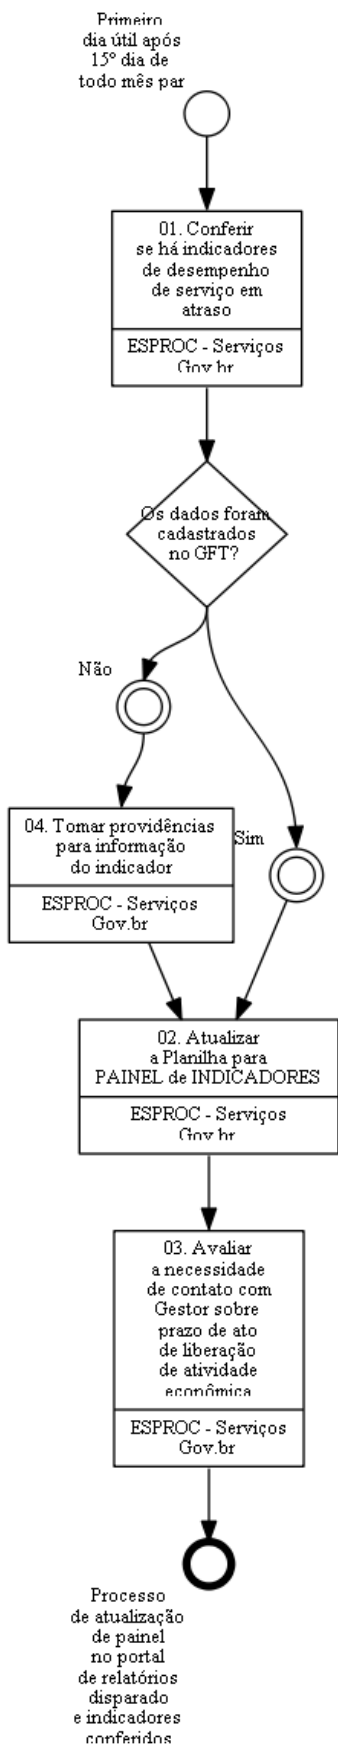 Primeiro
dia útil após
15º dia de
todo mês par
01. Conferir
se há indicadores
de desempenho
de serviço em
atraso
ESPROC - Serviços
Gov.br
Os dados foram
cadastrados
no GFT?
Não
04. Tomar providências
para informação
do indicador
ESPROC - Serviços
Gov.br
Sim
02. Atualizar
a Planilha para
PAINEL de INDICADORES
ESPROC - Serviços
Gov.br
03. Avaliar
a necessidade
de contato com
Gestor sobre
prazo de ato
de liberação
de atividade
econômica
ESPROC - Serviços
Gov.br
Processo
de atualização
de painel
no portal
de relatórios
disparado
e indicadores
conferidos